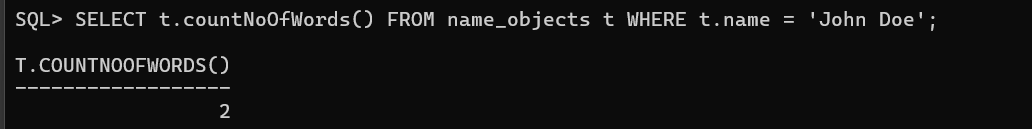 SQL> SELECT t.countNoOfWords() FROM name_objects t WHERE t.name = 'John Doe';
T.COUNTNOOFWORDS()
------------------
2